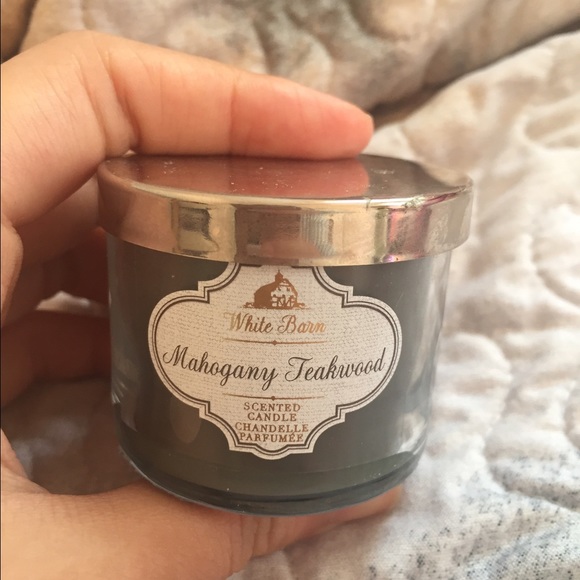 White Barn
Mahogany Teakwood
SCENTED
CANDLE
CHANDELLE
PARFUMÉE